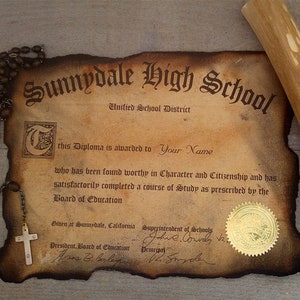 Sunnydale High School
Unified School District
This Diploma is awarded to Your Name
who has been found worthy in Character and Citizenship and has
satisfactorily completed a course of Study as prescribed by the
Board of Education
Given at Sunnydale, California Superintendent of Schools
President, Board of Education Principal
Snyder